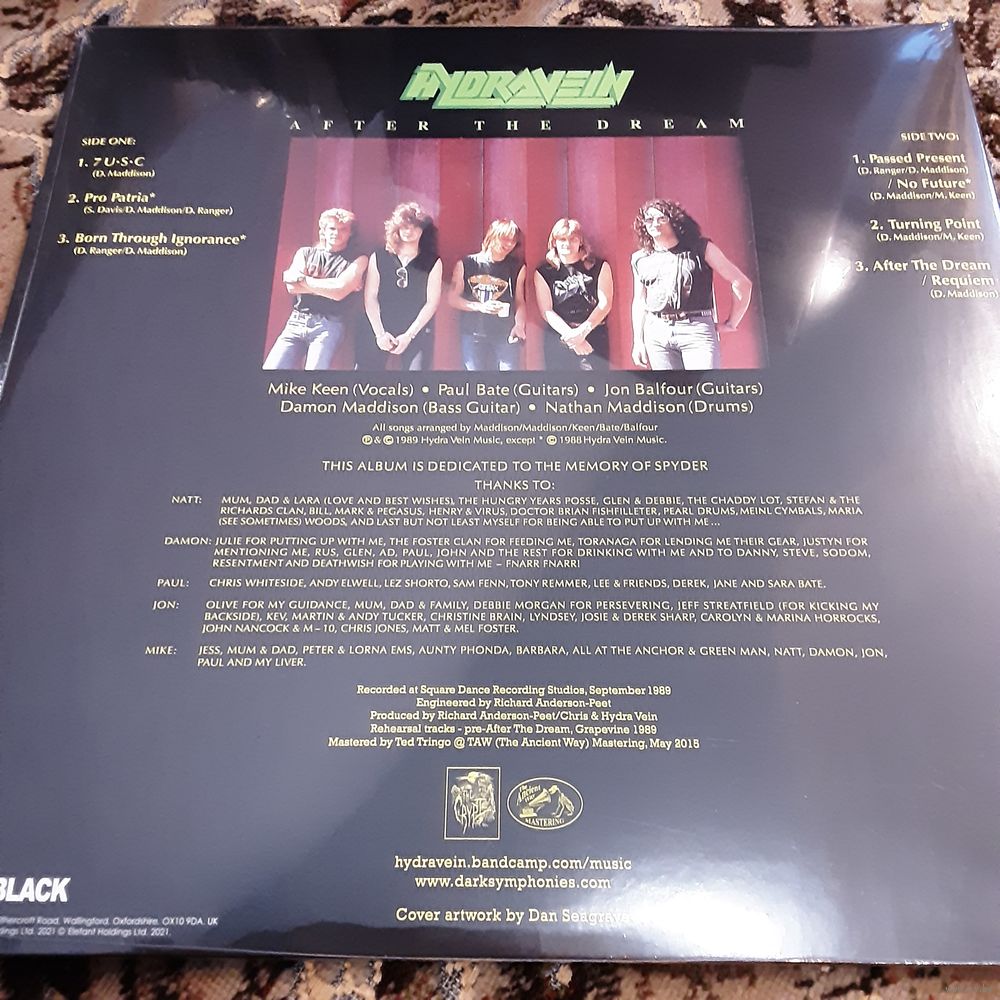 HYDRAVEIN
AFTER THE DREAM
SIDE ONE:
1. 7 U•S•C
(D. Maddison)
2. Pro Patria*
(S. Davis/D. Maddison/D. Ranger)
3. Born Through Ignorance*
(D. Ranger/D. Maddison)
SIDE TWO:
1. Passed Present
(D. Ranger/D. Maddison)
/ No Future*
(D. Maddison/M. Keen)
2. Turning Point
(D. Maddison/M. Keen)
3. After The Dream
/ Requiem
(D. Maddison)
Mike Keen (Vocals) • Paul Bate (Guitars) • Jon Balfour (Guitars)
Damon Maddison (Bass Guitar) • Nathan Maddison (Drums)
All songs arranged by Maddison/Maddison/Keen/Bate/Balfour
℗ & © 1989 Hydra Vein Music, except * © 1988 Hydra Vein Music.
THIS ALBUM IS DEDICATED TO THE MEMORY OF SPYDER
THANKS TO:
NATT: MUM, DAD & LARA (LOVE AND BEST WISHES), THE HUNGRY YEARS POSSE, GLEN & DEBBIE, THE CHADDY LOT, STEFAN & THE
RICHARDS CLAN, BILL, MARK & PEGASUS, HENRY & VIRUS, DOCTOR BRIAN FISHFILLETER, PEARL DRUMS, MEINL CYMBALS, MARIA
(SEE SOMETIMES) WOODS, AND LAST BUT NOT LEAST MYSELF FOR BEING ABLE TO PUT UP WITH ME ...
DAMON: JULIE FOR PUTTING UP WITH ME, THE FOSTER CLAN FOR FEEDING ME, TORANAGA FOR LENDING ME THEIR GEAR, JUSTYN FOR
MENTIONING ME, RUS, GLEN, AD, PAUL, JOHN AND THE REST FOR DRINKING WITH ME AND TO DANNY, STEVE, SODOM,
RESENTMENT AND DEATHWISH FOR PLAYING WITH ME – FNARR FNARR!
PAUL: CHRIS WHITESIDE, ANDY ELWELL, LEZ SHORTO, SAM FENN, TONY REMMER, LEE & FRIENDS, DEREK, JANE AND SARA BATE.
JON: OLIVE FOR MY GUIDANCE, MUM, DAD & FAMILY, DEBBIE MORGAN FOR PERSEVERING, JEFF STREATFIELD (FOR KICKING MY
BACKSIDE), KEV, MARTIN & ANDY TUCKER, CHRISTINE BRAIN, LYNDSEY, JOSIE & DEREK SHARP, CAROLYN & MARINA HORROCKS,
JOHN NANCOCK & M–10, CHRIS JONES, MATT & MEL FOSTER.
MIKE: JESS, MUM & DAD, PETER & LORNA EMS, AUNTY PHONDA, BARBARA, ALL AT THE ANCHOR & GREEN MAN, NATT, DAMON, JON,
PAUL AND MY LIVER.
Recorded at Square Dance Recording Studios, September 1989
Engineered by Richard Anderson-Peet
Produced by Richard Anderson-Peet/Chris & Hydra Vein
Rehearsal tracks - pre-After The Dream, Grapevine 1989
Mastered by Ted Tringo @ TAW (The Ancient Way) Mastering, May 2015
THE CRYPT
The Ancient Way
MASTERING
hydravein.bandcamp.com/music
www.darksymphonies.com
Cover artwork by Dan Seagrave
BLACK
thercroft Road, Wallingford, Oxfordshire, OX10 9DA, UK
ings Ltd. 2021 © Elefant Holdings Ltd. 2021.